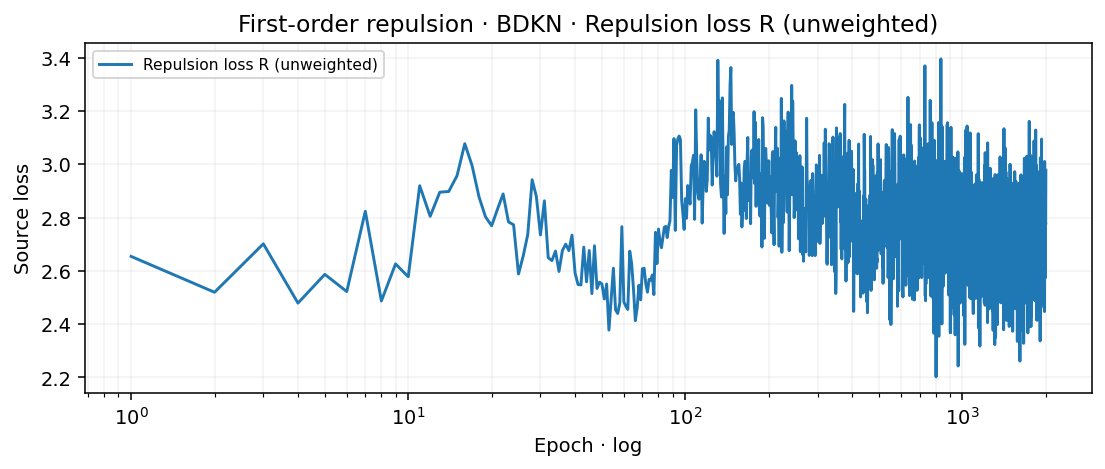 First-order repulsion · BDKN · Repulsion loss R (unweighted)
Repulsion loss R (unweighted)
Source loss
3.4
3.2
3.0
2.8
2.6
2.4
2.2
10⁰ 10¹ 10² 10³
Epoch · log